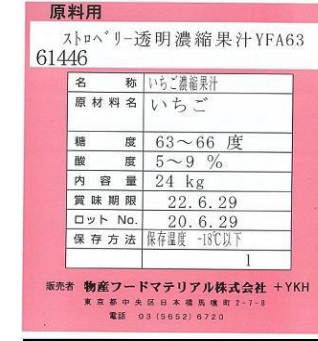 原料用
ｽﾄﾛﾍﾞﾘｰ透明濃縮果汁YFA63
61446
名称 いちご濃縮果汁
原材料名 いちご
糖度 63～66 度
酸度 5～9 %
内容量 24 kg
賞味期限 22.6.29
ロット No. 20.6.29
保存方法 保存温度 -18℃以下
1
販売者 物産フードマテリアル株式会社 +YKH
東京都中央区日本橋馬喰町2-7-8
電話 03(5652)6720